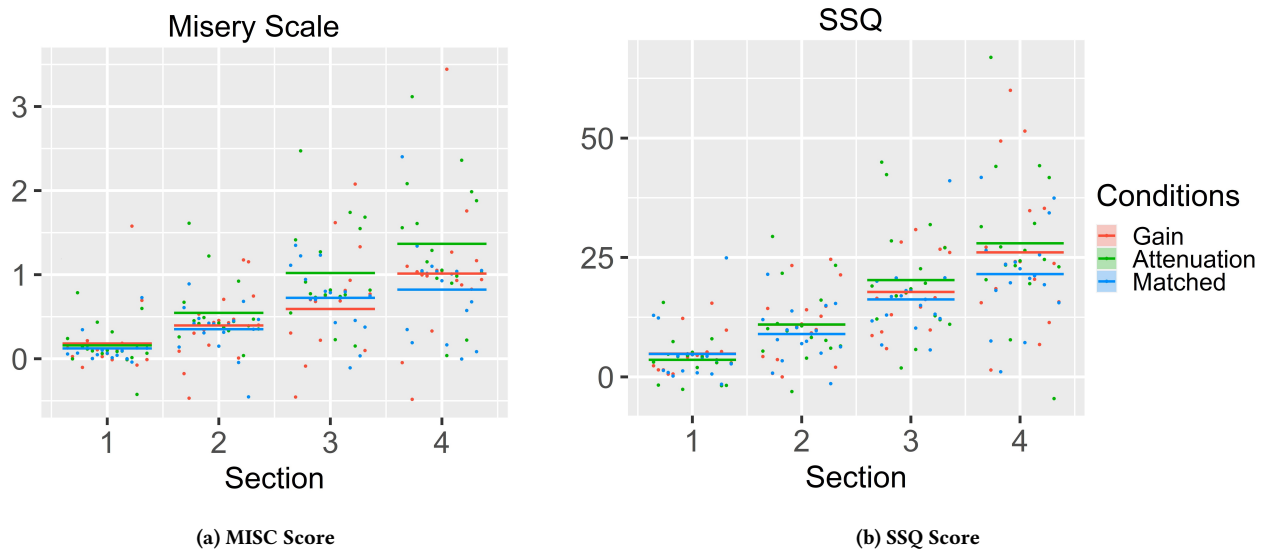 Misery Scale
3
2
1
0
1 2 3 4
Section
(a) MISC Score
SSQ
50
25
0
1 2 3 4
Section
(b) SSQ Score
Conditions
Gain
Attenuation
Matched